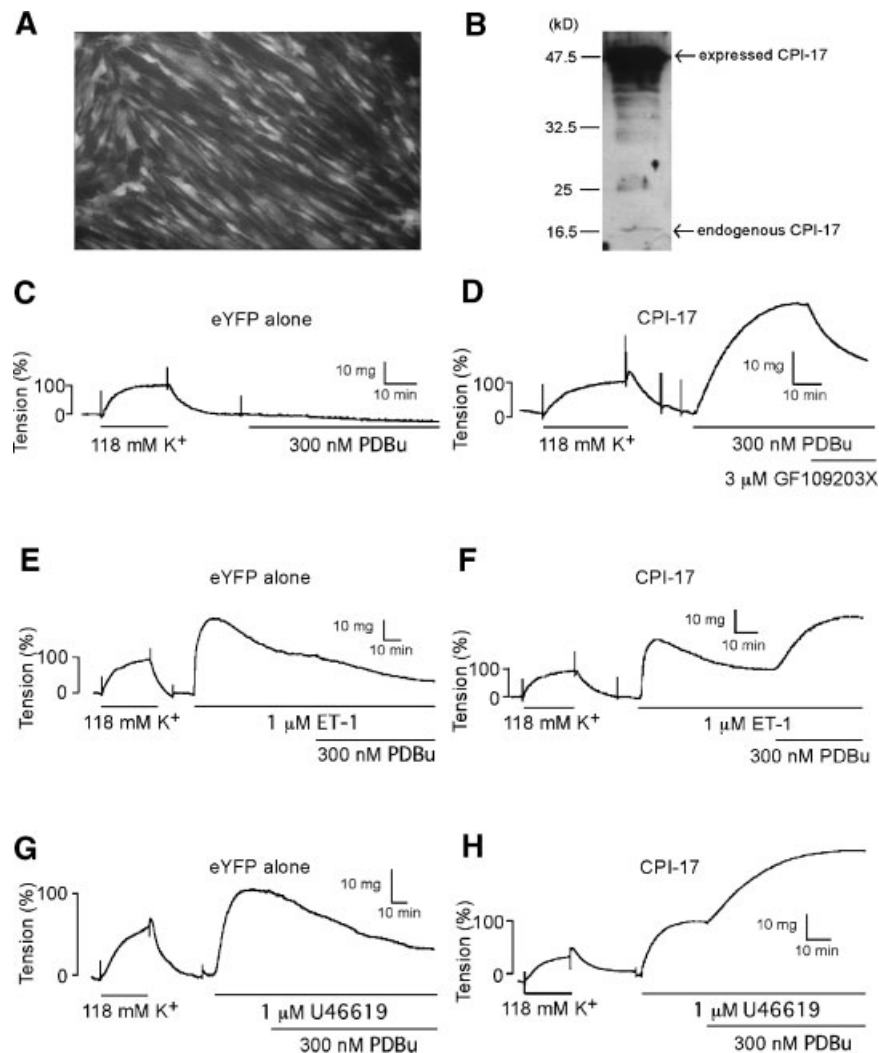 A
B
(kD)
47.5
expressed CPI-17
32.5
25
16.5
endogenous CPI-17
C
eYFP alone
Tension (%)
100
0
10 mg
10 min
118 mM K+
300 nM PDBu
D
CPI-17
Tension (%)
100
0
10 mg
10 min
118 mM K+
300 nM PDBu
3 μM GF109203X
E
eYFP alone
Tension (%)
100
0
10 mg
10 min
118 mM K+
1 μM ET-1
300 nM PDBu
F
CPI-17
Tension (%)
100
0
10 mg
10 min
118 mM K+
1 μM ET-1
300 nM PDBu
G
eYFP alone
Tension (%)
100
0
10 mg
10 min
118 mM K+
1 μM U46619
300 nM PDBu
H
CPI-17
Tension (%)
100
0
10 mg
10 min
118 mM K+
1 μM U46619
300 nM PDBu